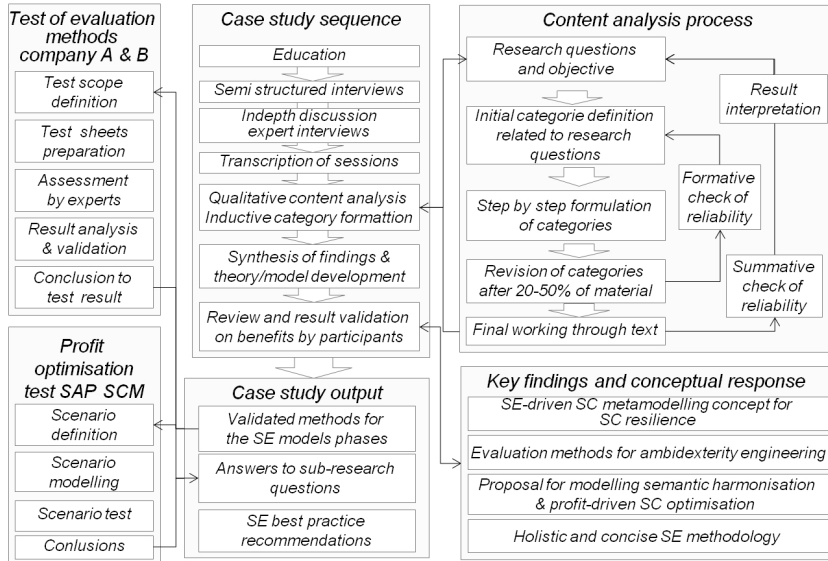 Test of evaluation
methods
company A & B
Test scope
definition
Test sheets
preparation
Assessment
by experts
Result analysis
& validation
Conclusion to
test result
Profit
optimisation
test SAP SCM
Scenario
definition
Scenario
modelling
Scenario test
Conlusions
Case study sequence
Education
Semi structured interviews
Indepth discussion
expert interviews
Transcription of sessions
Qualitative content analysis
Inductive category formattion
Synthesis of findings &
theory/model development
Review and result validation
on benefits by participants
Case study output
Validated methods for
the SE models phases
Answers to sub-research
questions
SE best practice
recommendations
Content analysis process
Research questions
and objective
Initial categorie definition
related to research
questions
Step by step formulation
of categories
Revision of categories
after 20-50% of material
Final working through text
Result
interpretation
Formative
check of
reliability
Summative
check of
reliability
Key findings and conceptual response
SE-driven SC metamodelling concept for
SC resilience
Evaluation methods for ambidexterity engineering
Proposal for modelling semantic harmonisation
& profit-driven SC optimisation
Holistic and concise SE methodology